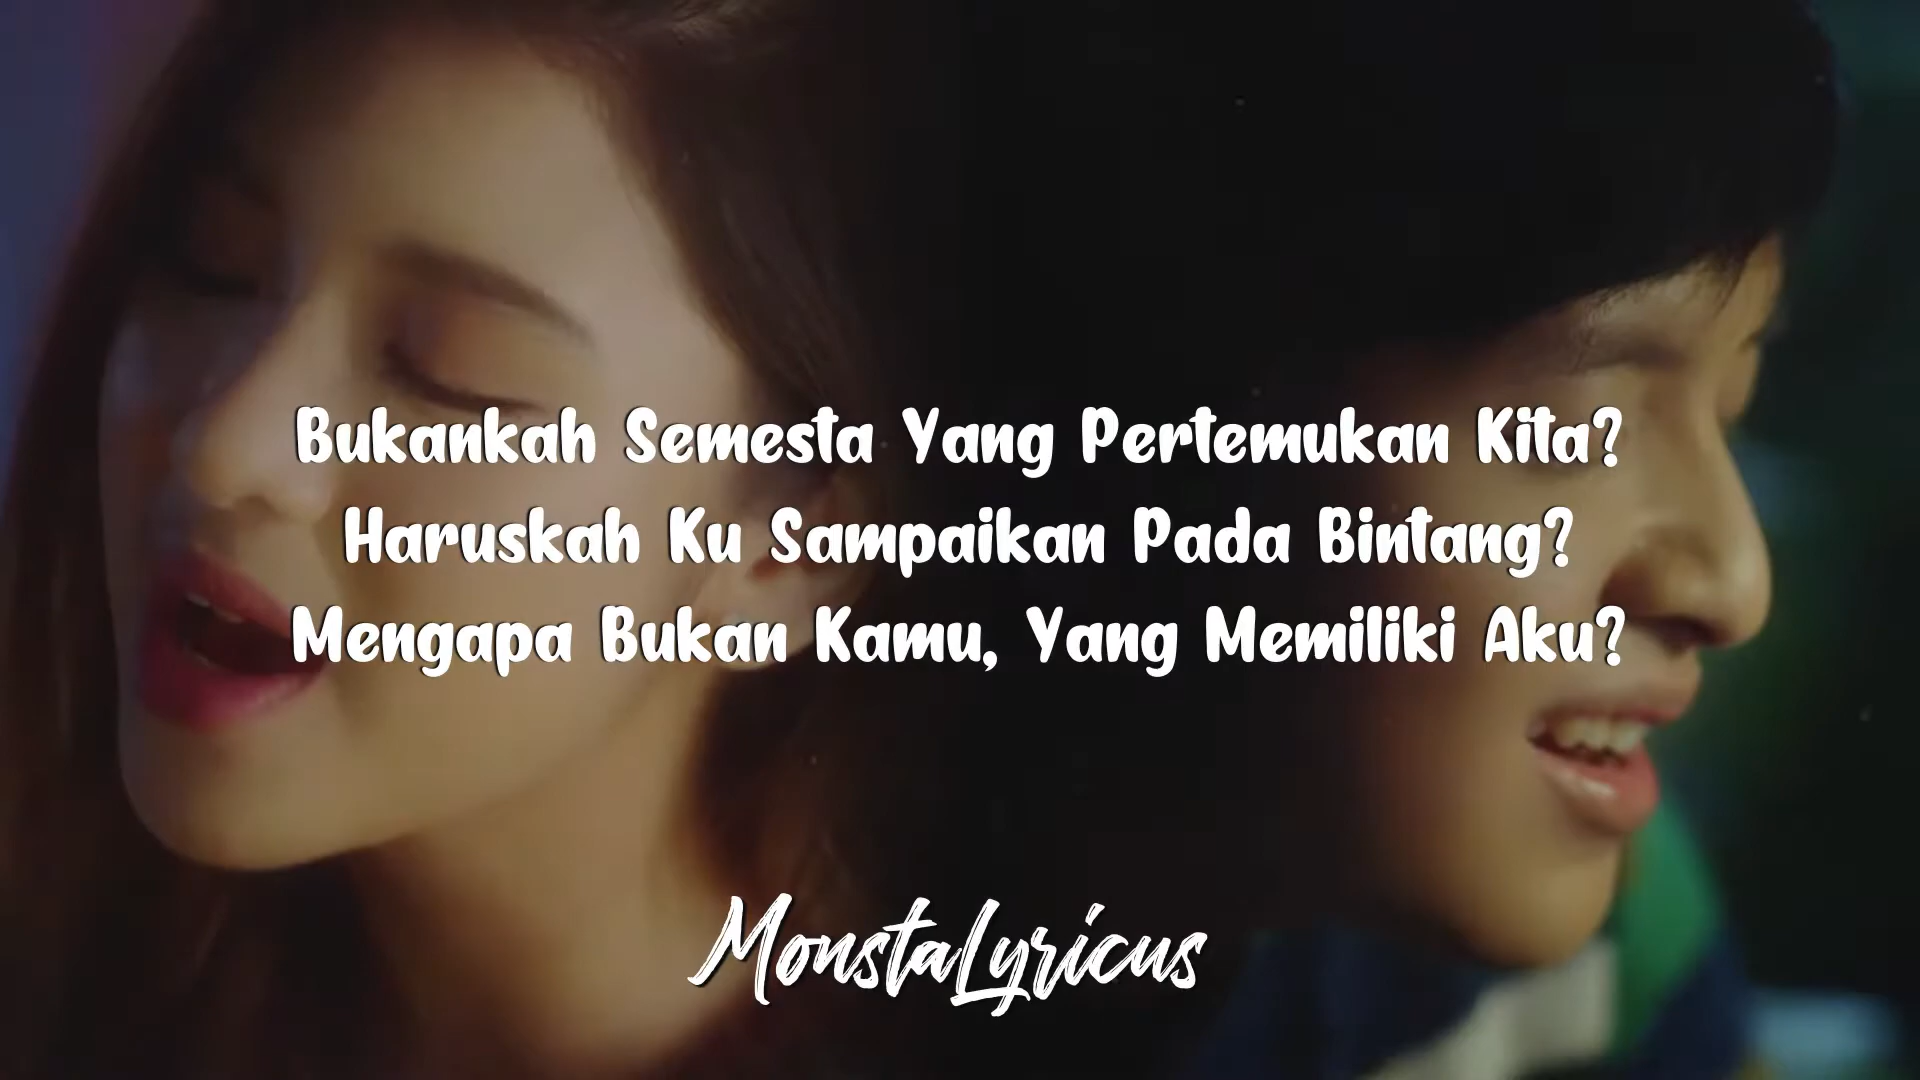 Bukankah Semesta Yang Pertemukan Kita?
Haruskah Ku Sampaikan Pada Bintang?
Mengapa Bukan Kamu, Yang Memiliki Aku?
MonstaLyricus